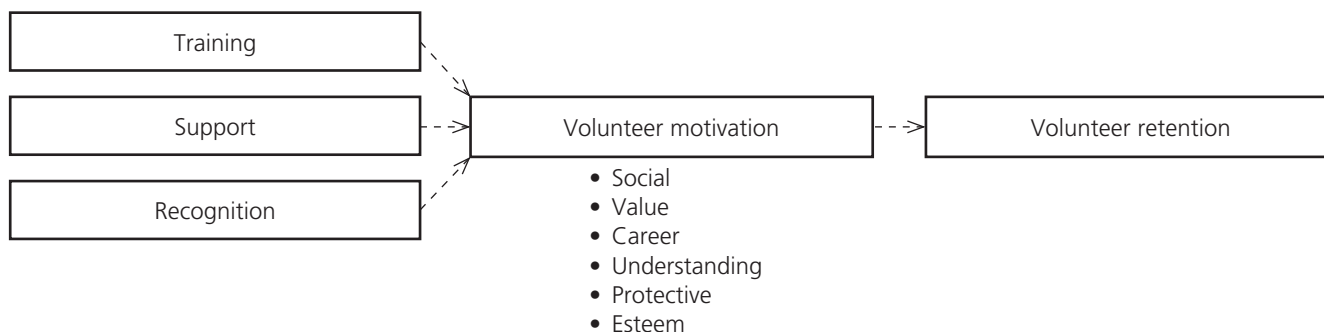 Training
Support
Recognition
Volunteer motivation
• Social
• Value
• Career
• Understanding
• Protective
• Esteem
Volunteer retention